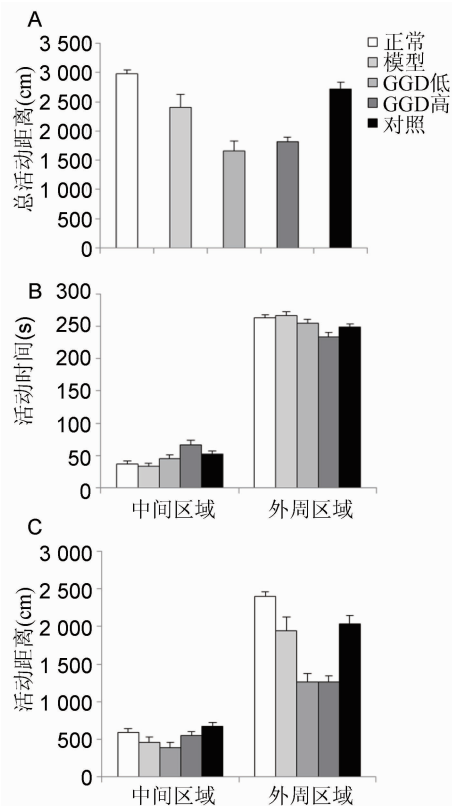 A
3 500
3 000
2 500
2 000
1 500
1 000
500
0
总活动距离(cm)
正常
模型
GGD低
GGD高
对照
B
300
250
200
150
100
50
0
活动时间(s)
中间区域
外周区域
C
3 000
2 500
2 000
1 500
1 000
500
0
活动距离(cm)
中间区域
外周区域